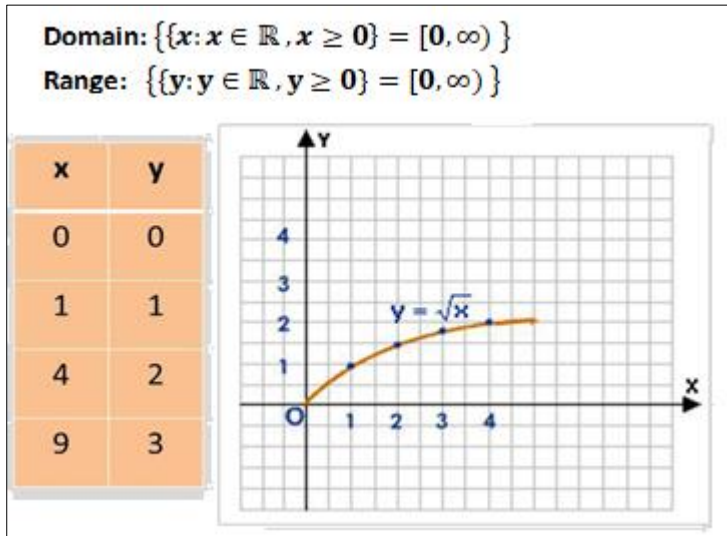 Domain: {{𝒙: 𝒙 ∈ ℝ , 𝒙 ≥ 𝟎} = [𝟎, ∞) }
Range: {{𝐲: 𝐲 ∈ ℝ , 𝐲 ≥ 𝟎} = [𝟎, ∞) }
x y
0 0
1 1
4 2
9 3
Y
4
3
2
1
y = √x
X
O 1 2 3 4